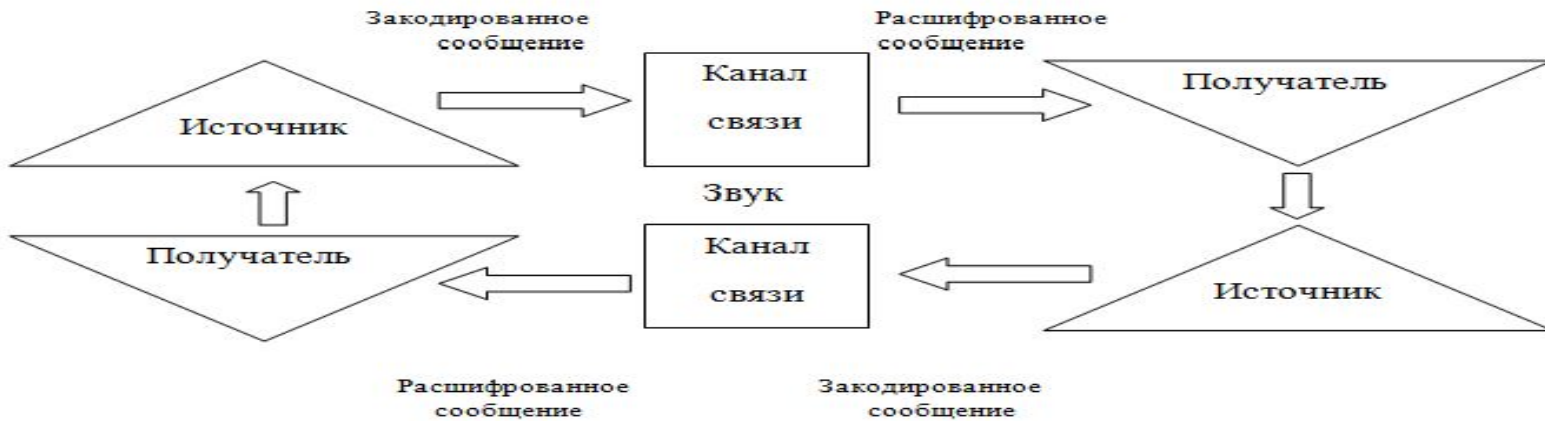 Закодированное
сообщение
Расшифрованное
сообщение
Источник
Канал
связи
Получатель
Звук
Получатель
Канал
связи
Источник
Расшифрованное
сообщение
Закодированное
сообщение